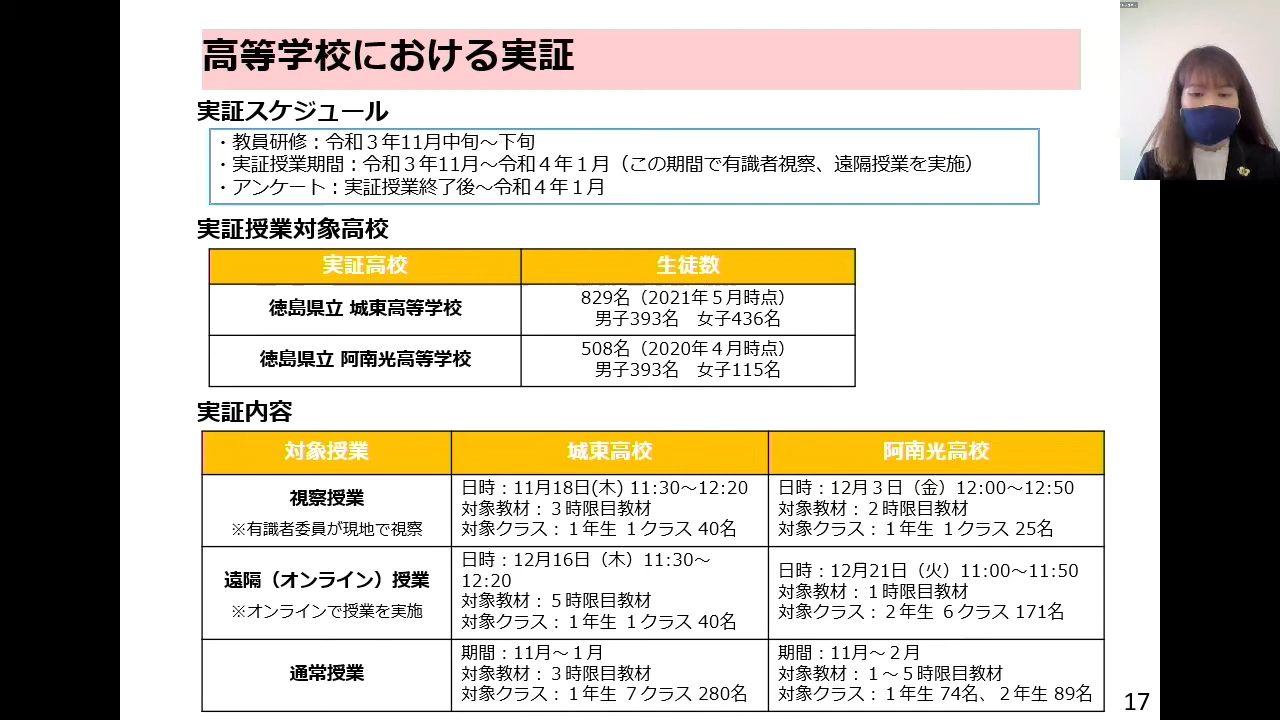 高等学校における実証
実証スケジュール
・教員研修：令和３年11月中旬～下旬
・実証授業期間：令和３年11月～令和４年１月（この期間で有識者視察、遠隔授業を実施）
・アンケート：実証授業終了後～令和４年１月
実証授業対象高校
実証高校 生徒数
徳島県立 城東高等学校
829名（2021年５月時点）
男子393名　女子436名
徳島県立 阿南光高等学校
508名（2020年４月時点）
男子393名　女子115名
実証内容
対象授業 城東高校 阿南光高校
視察授業
※有識者委員が現地で視察
日時：11月18日(木) 11:30～12:20
対象教材：３時限目教材
対象クラス：１年生 １クラス 40名
日時：12月３日（金）12:00～12:50
対象教材：２時限目教材
対象クラス：１年生 １クラス 25名
遠隔（オンライン）授業
※オンラインで授業を実施
日時：12月16日（木）11:30～
12:20
対象教材：５時限目教材
対象クラス：１年生 １クラス 40名
日時：12月21日（火）11:00～11:50
対象教材：１時限目教材
対象クラス：２年生 ６クラス 171名
通常授業
期間：11月～１月
対象教材：３時限目教材
対象クラス：１年生 ７クラス 280名
期間：11月～２月
対象教材：１～５時限目教材
対象クラス：１年生 74名、２年生 89名
17